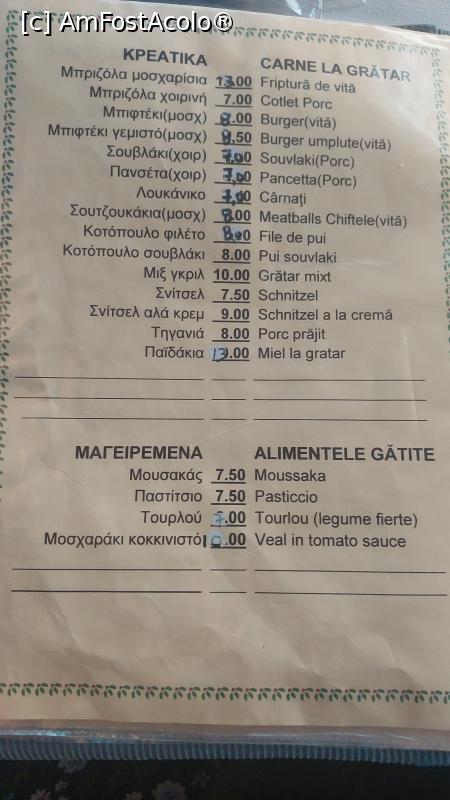 [c] AmFostAcolo®
ΚΡΕΑΤΙΚΑ CARNE LA GRĂTAR
Μπριζόλα μοσχαρίσια 13.00 Friptură de vită
Μπριζόλα χοιρινή 7.00 Cotlet Porc
Μπιφτέκι(μοσχ) 8.00 Burger(vită)
Μπιφτέκι γεμιστό(μοσχ) 8.50 Burger umplute(vită)
Σουβλάκι(χοιρ) Souvlaki(Porc)
Πανσέτα(χοιρ) Pancetta(Porc)
Λουκάνικο Cârnați
Σουτζουκάκια(μοσχ) 8.00 Meatballs Chiftele(vită)
Κοτόπουλο φιλέτο File de pui
Κοτόπουλο σουβλάκι 8.00 Pui souvlaki
Μιξ γκριλ 10.00 Grătar mixt
Σνίτσελ 7.50 Schnitzel
Σνίτσελ αλά κρεμ 9.00 Schnitzel a la cremă
Τηγανιά 8.00 Porc prăjit
Παϊδάκια 13.00 Miel la gratar
ΜΑΓΕΙΡΕΜΕΝΑ ALIMENTELE GĂTITE
Μουσακάς 7.50 Moussaka
Παστίτσιο 7.50 Pasticcio
Τουρλού 7.00 Tourlou (legume fierte)
Μοσχαράκι κοκκινιστό 10.00 Veal in tomato sauce